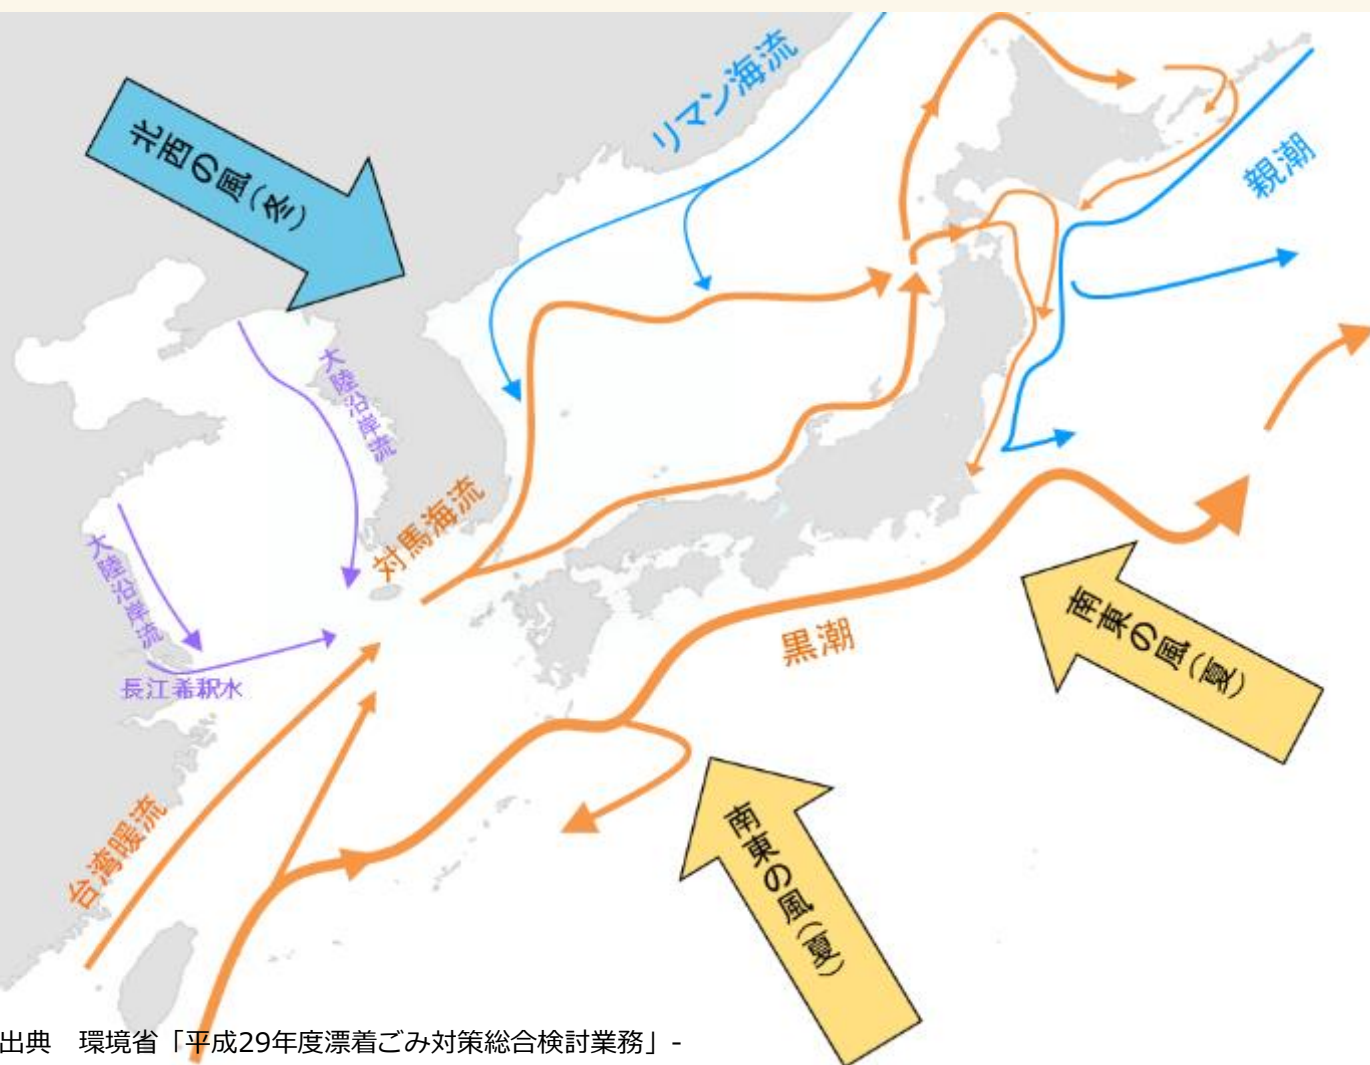 リマン海流
北西の風(冬)
親潮
大陸沿岸流
対馬海流
大陸沿岸流
長江希釈水
黒潮
南東の風(夏)
南東の風(夏)
台湾暖流
出典　環境省「平成29年度漂着ごみ対策総合検討業務」-